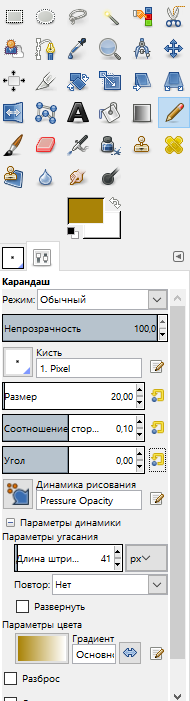 Карандаш
Режим: Обычный
Непрозрачность 100,0
Кисть
1. Pixel
Размер 20,00
Соотношение стор... 0,10
Угол 0,00
Динамика рисования
Pressure Opacity
Параметры динамики
Параметры угасания
Длина штри... 41 px
Повтор: Нет
Развернуть
Параметры цвета
Градиент
Основн
Разброс